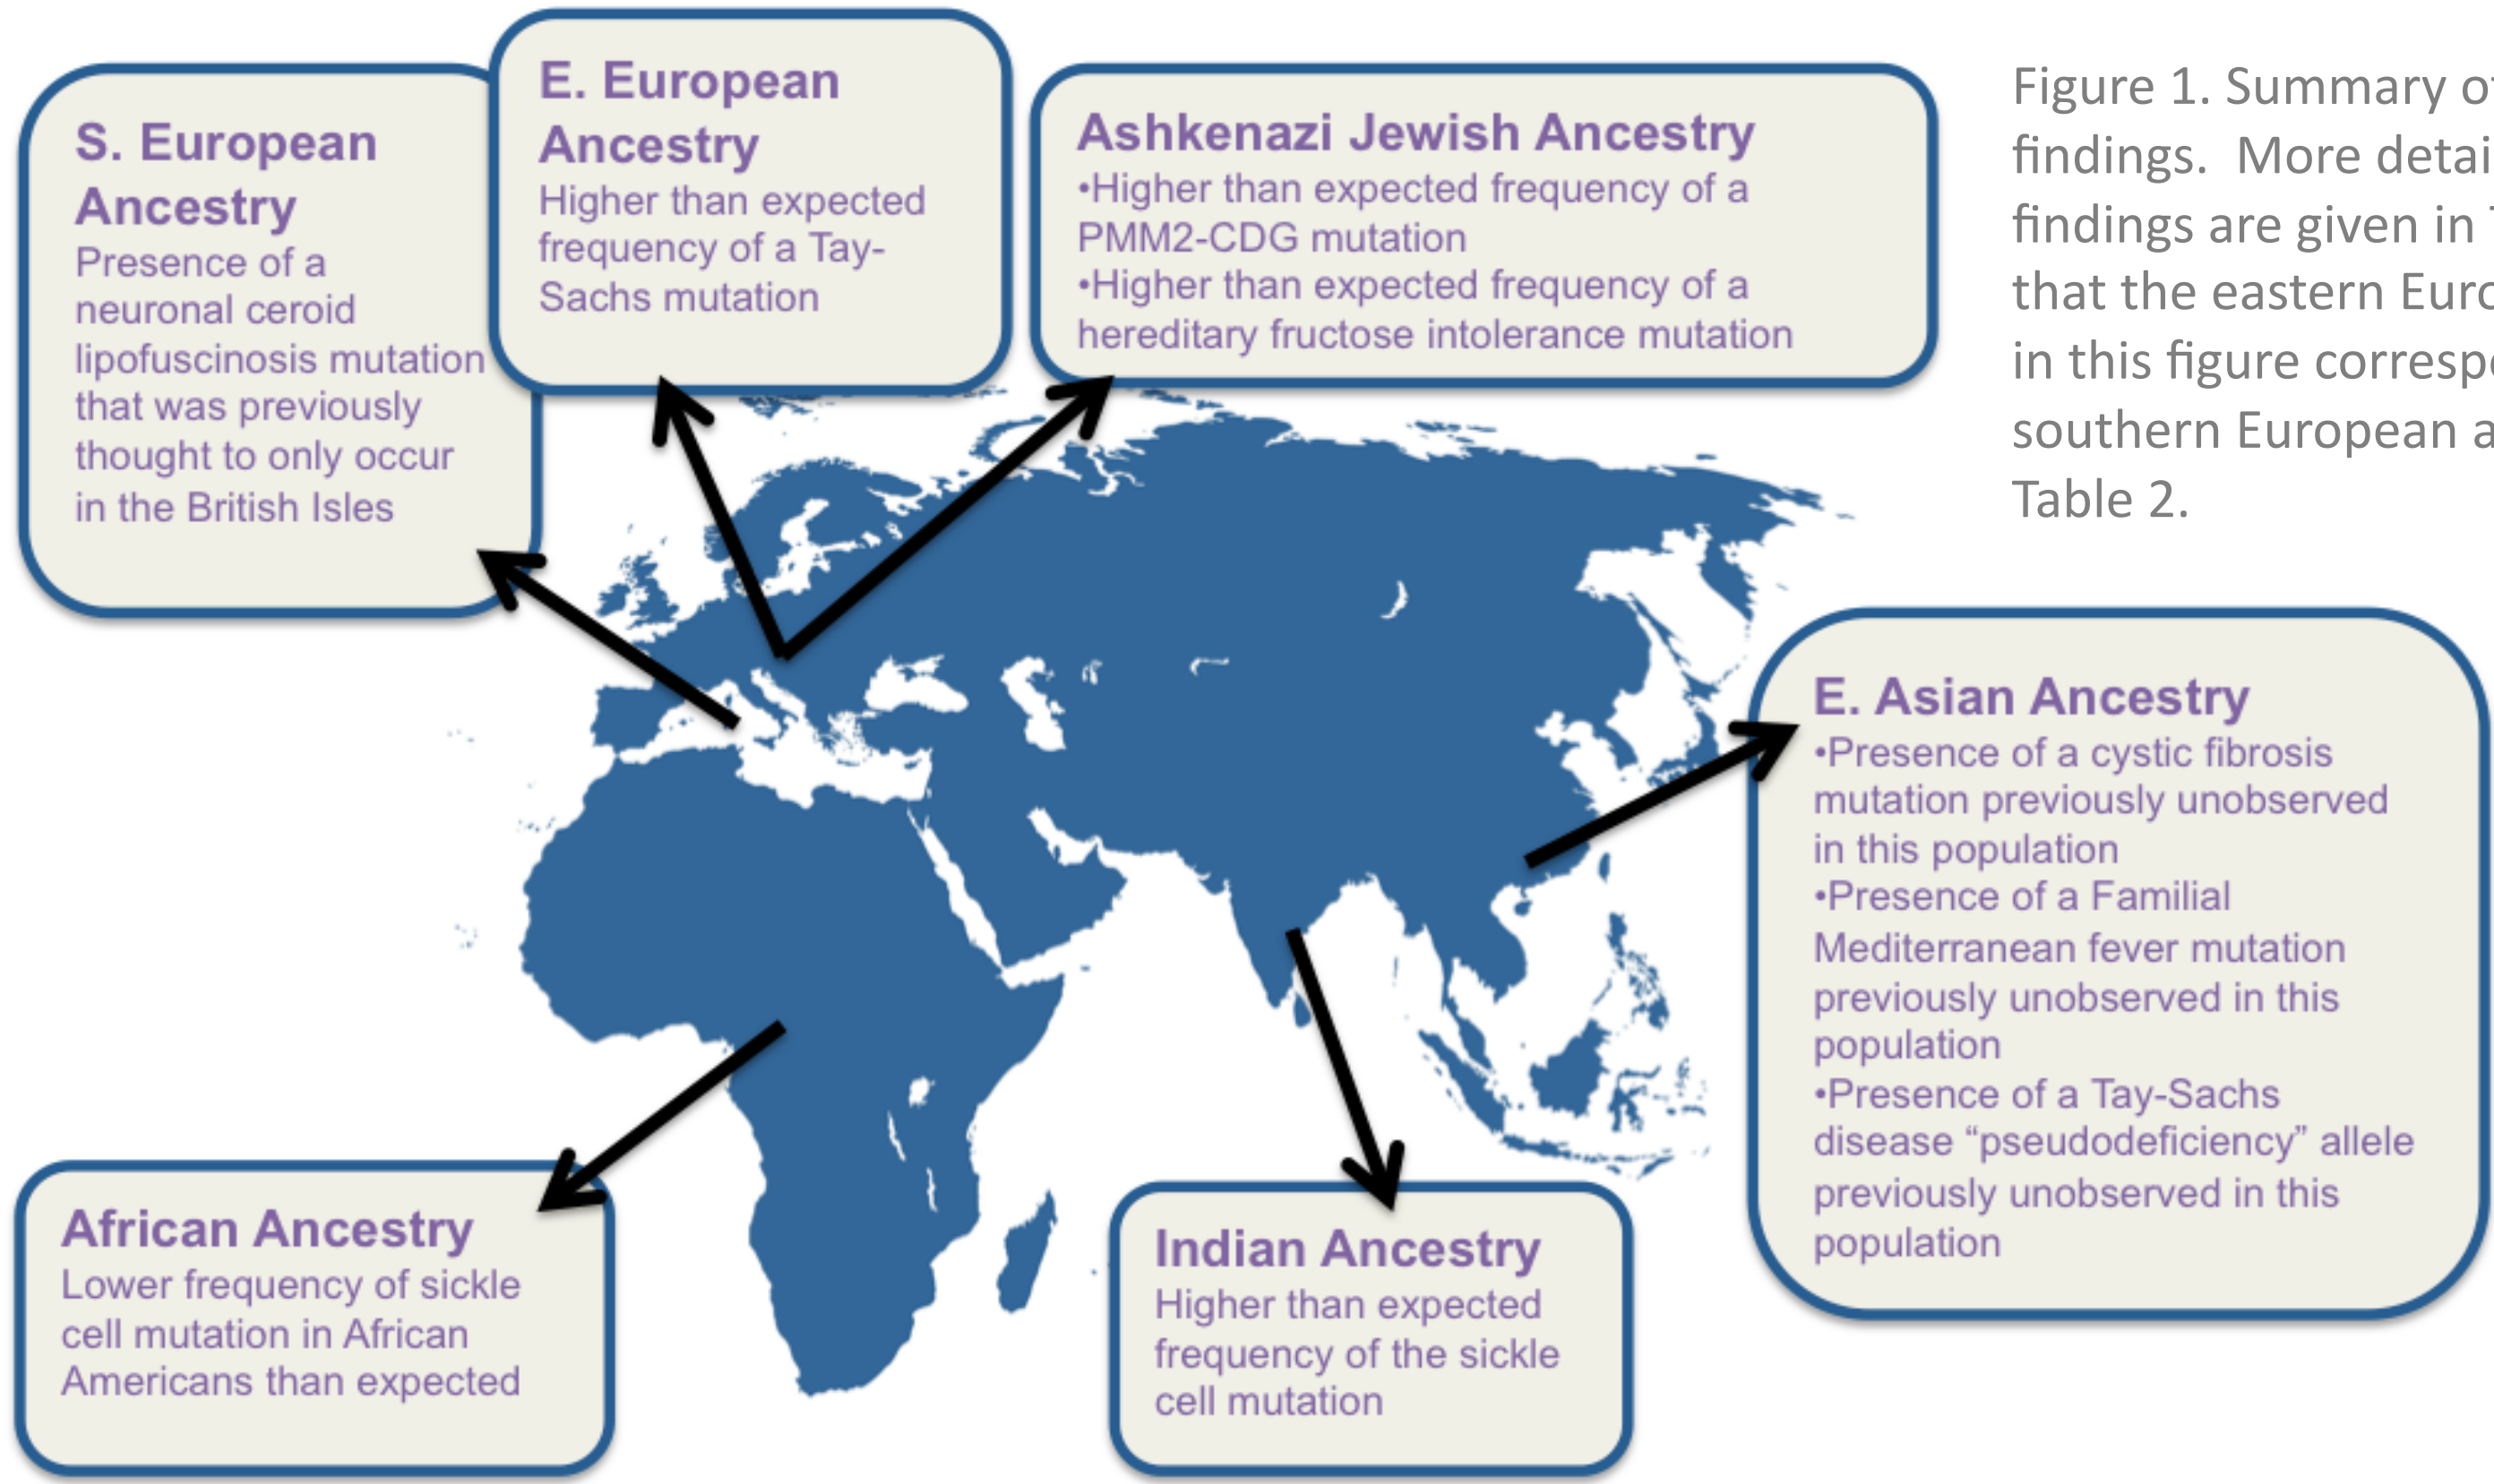 S. European
Ancestry
Presence of a
neuronal ceroid
lipofuscinosis mutation
that was previously
thought to only occur
in the British Isles
E. European
Ancestry
Higher than expected
frequency of a Tay-
Sachs mutation
Ashkenazi Jewish Ancestry
•Higher than expected frequency of a
PMM2-CDG mutation
•Higher than expected frequency of a
hereditary fructose intolerance mutation
Figure 1. Summary
findings. More
findings are given in
that the eastern
in this figure
southern European
Table 2.
E. Asian Ancestry
•Presence of a cystic fibrosis
mutation previously unobserved
in this population
•Presence of a Familial
Mediterranean fever mutation
previously unobserved in this
population
•Presence of a Tay-Sachs
disease “pseudodeficiency” allele
previously unobserved in this
population
African Ancestry
Lower frequency of sickle
cell mutation in African
Americans than expected
Indian Ancestry
Higher than expected
frequency of the sickle
cell mutation